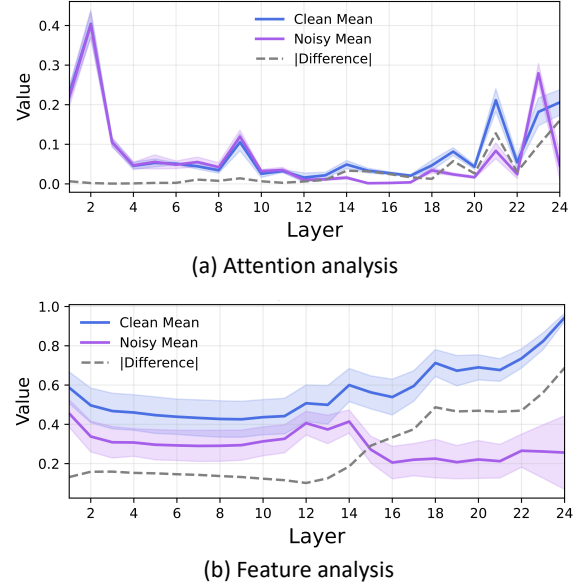 Clean Mean
Noisy Mean
|Difference|
Value
0.4
0.3
0.2
0.1
0.0
2 4 6 8 10 12 14 16 18 20 22 24
Layer
(a) Attention analysis
Clean Mean
Noisy Mean
|Difference|
Value
1.0
0.8
0.6
0.4
0.2
2 4 6 8 10 12 14 16 18 20 22 24
Layer
(b) Feature analysis